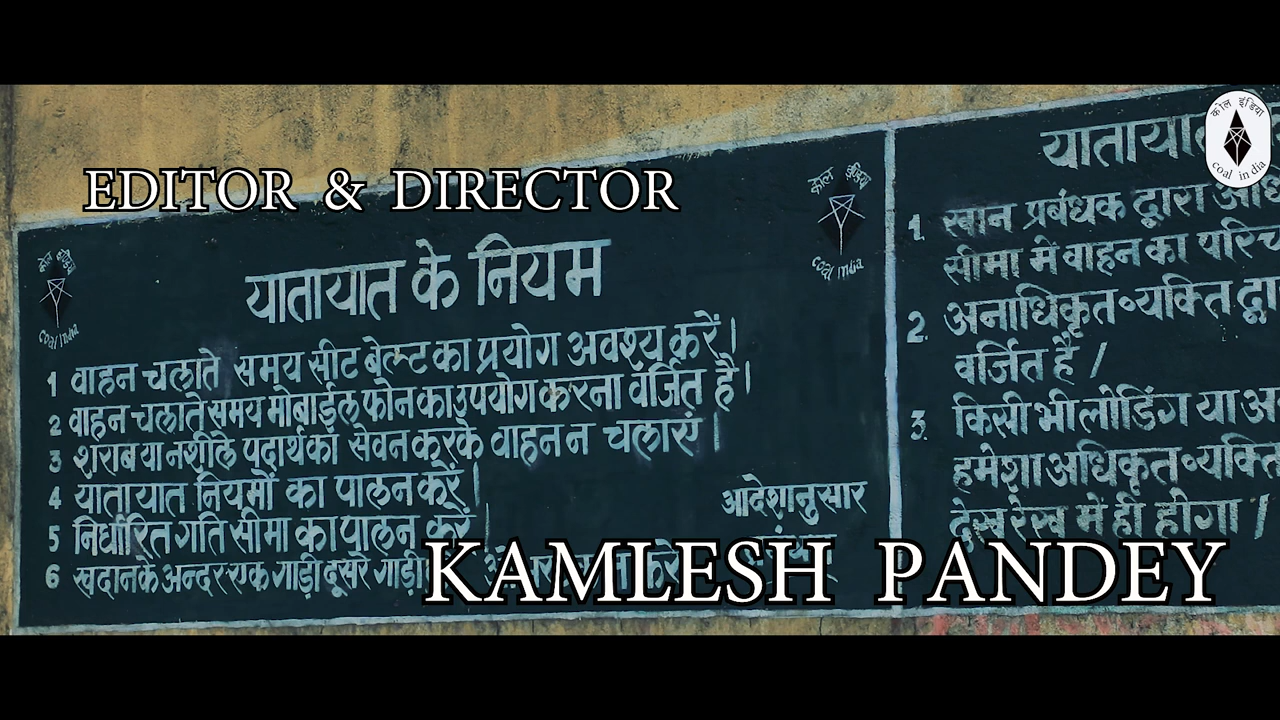 EDITOR & DIRECTOR
कोल इंडिया
coal india
यातायात के नियम
कोल इंडिया
Coal India
1 वाहन चलाते समय सीट बेल्ट का प्रयोग अवश्य करें।
2 वाहन चलाते समय मोबाईल फोन का उपयोग करना वर्जित है।
3 शराब या नशीले पदार्थ का सेवन करके वाहन न चलाएं।
4 यातायात नियमों का पालन करें।
5 निर्धारित गति सीमा का पालन करें।
6 खदान के अन्दर एक गाड़ी दूसरे गाड़ी करें
आदेशानुसार
KAMLESH PANDEY
कोल इंडिया
coal india
1. खान प्रबंधक द्वारा
सीमा में वाहन का
2. अनाधिकृत व्यक्ति
वर्जित है /
3. किसी भी लोडिंग या
हमेशा अधिकृत व्यक्ति
देख रेख में ही होगा /